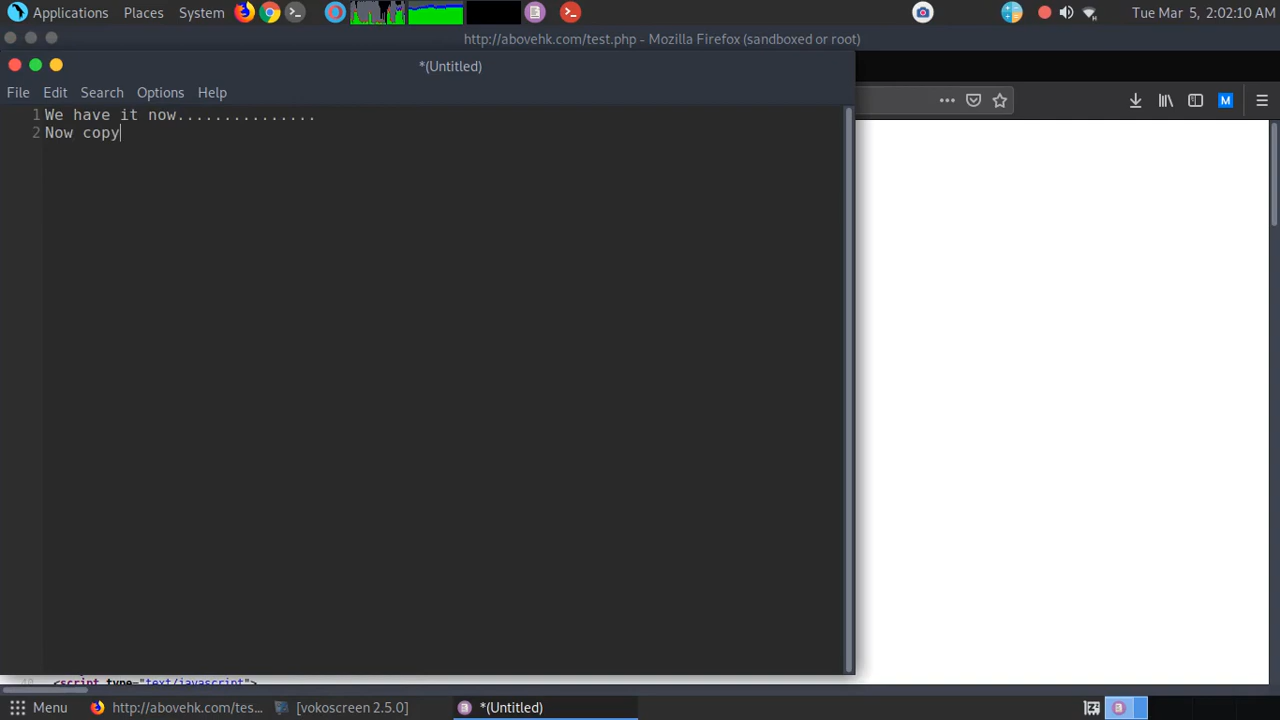 Applications Places System Tue Mar 5, 2:02:10 AM
http://abovehk.com/test.php - Mozilla Firefox (sandboxed or root)
*(Untitled)
File Edit Search Options Help
1 We have it now...............
2 Now copy
<script type="text/javascript">
Menu http://abovehk.com/tes... [vokoscreen 2.5.0] *(Untitled)